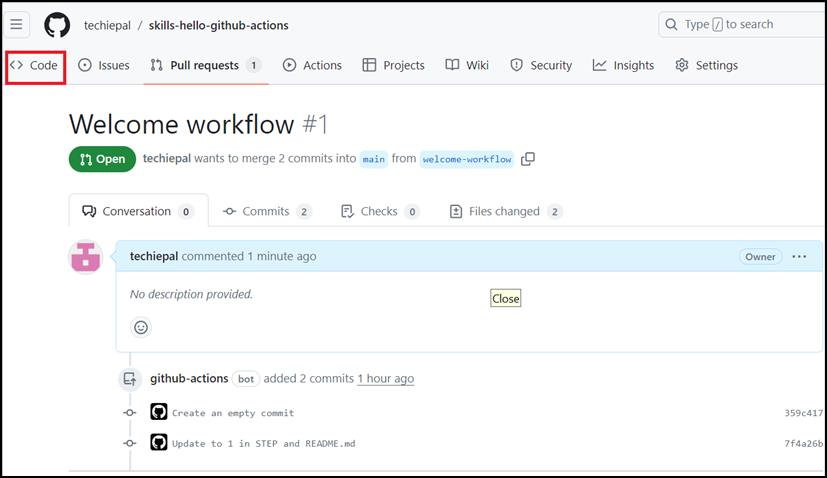 techiepal / skills-hello-github-actions
Type / to search
Code Issues Pull requests 1 Actions Projects Wiki Security Insights Settings
Welcome workflow #1
Open techiepal wants to merge 2 commits into main from welcome-workflow
Conversation 0 Commits 2 Checks 0 Files changed 2
techiepal commented 1 minute ago Owner ...
No description provided.
Close
github-actions bot added 2 commits 1 hour ago
Create an empty commit 359c417
Update to 1 in STEP and README.md 7f4a26b